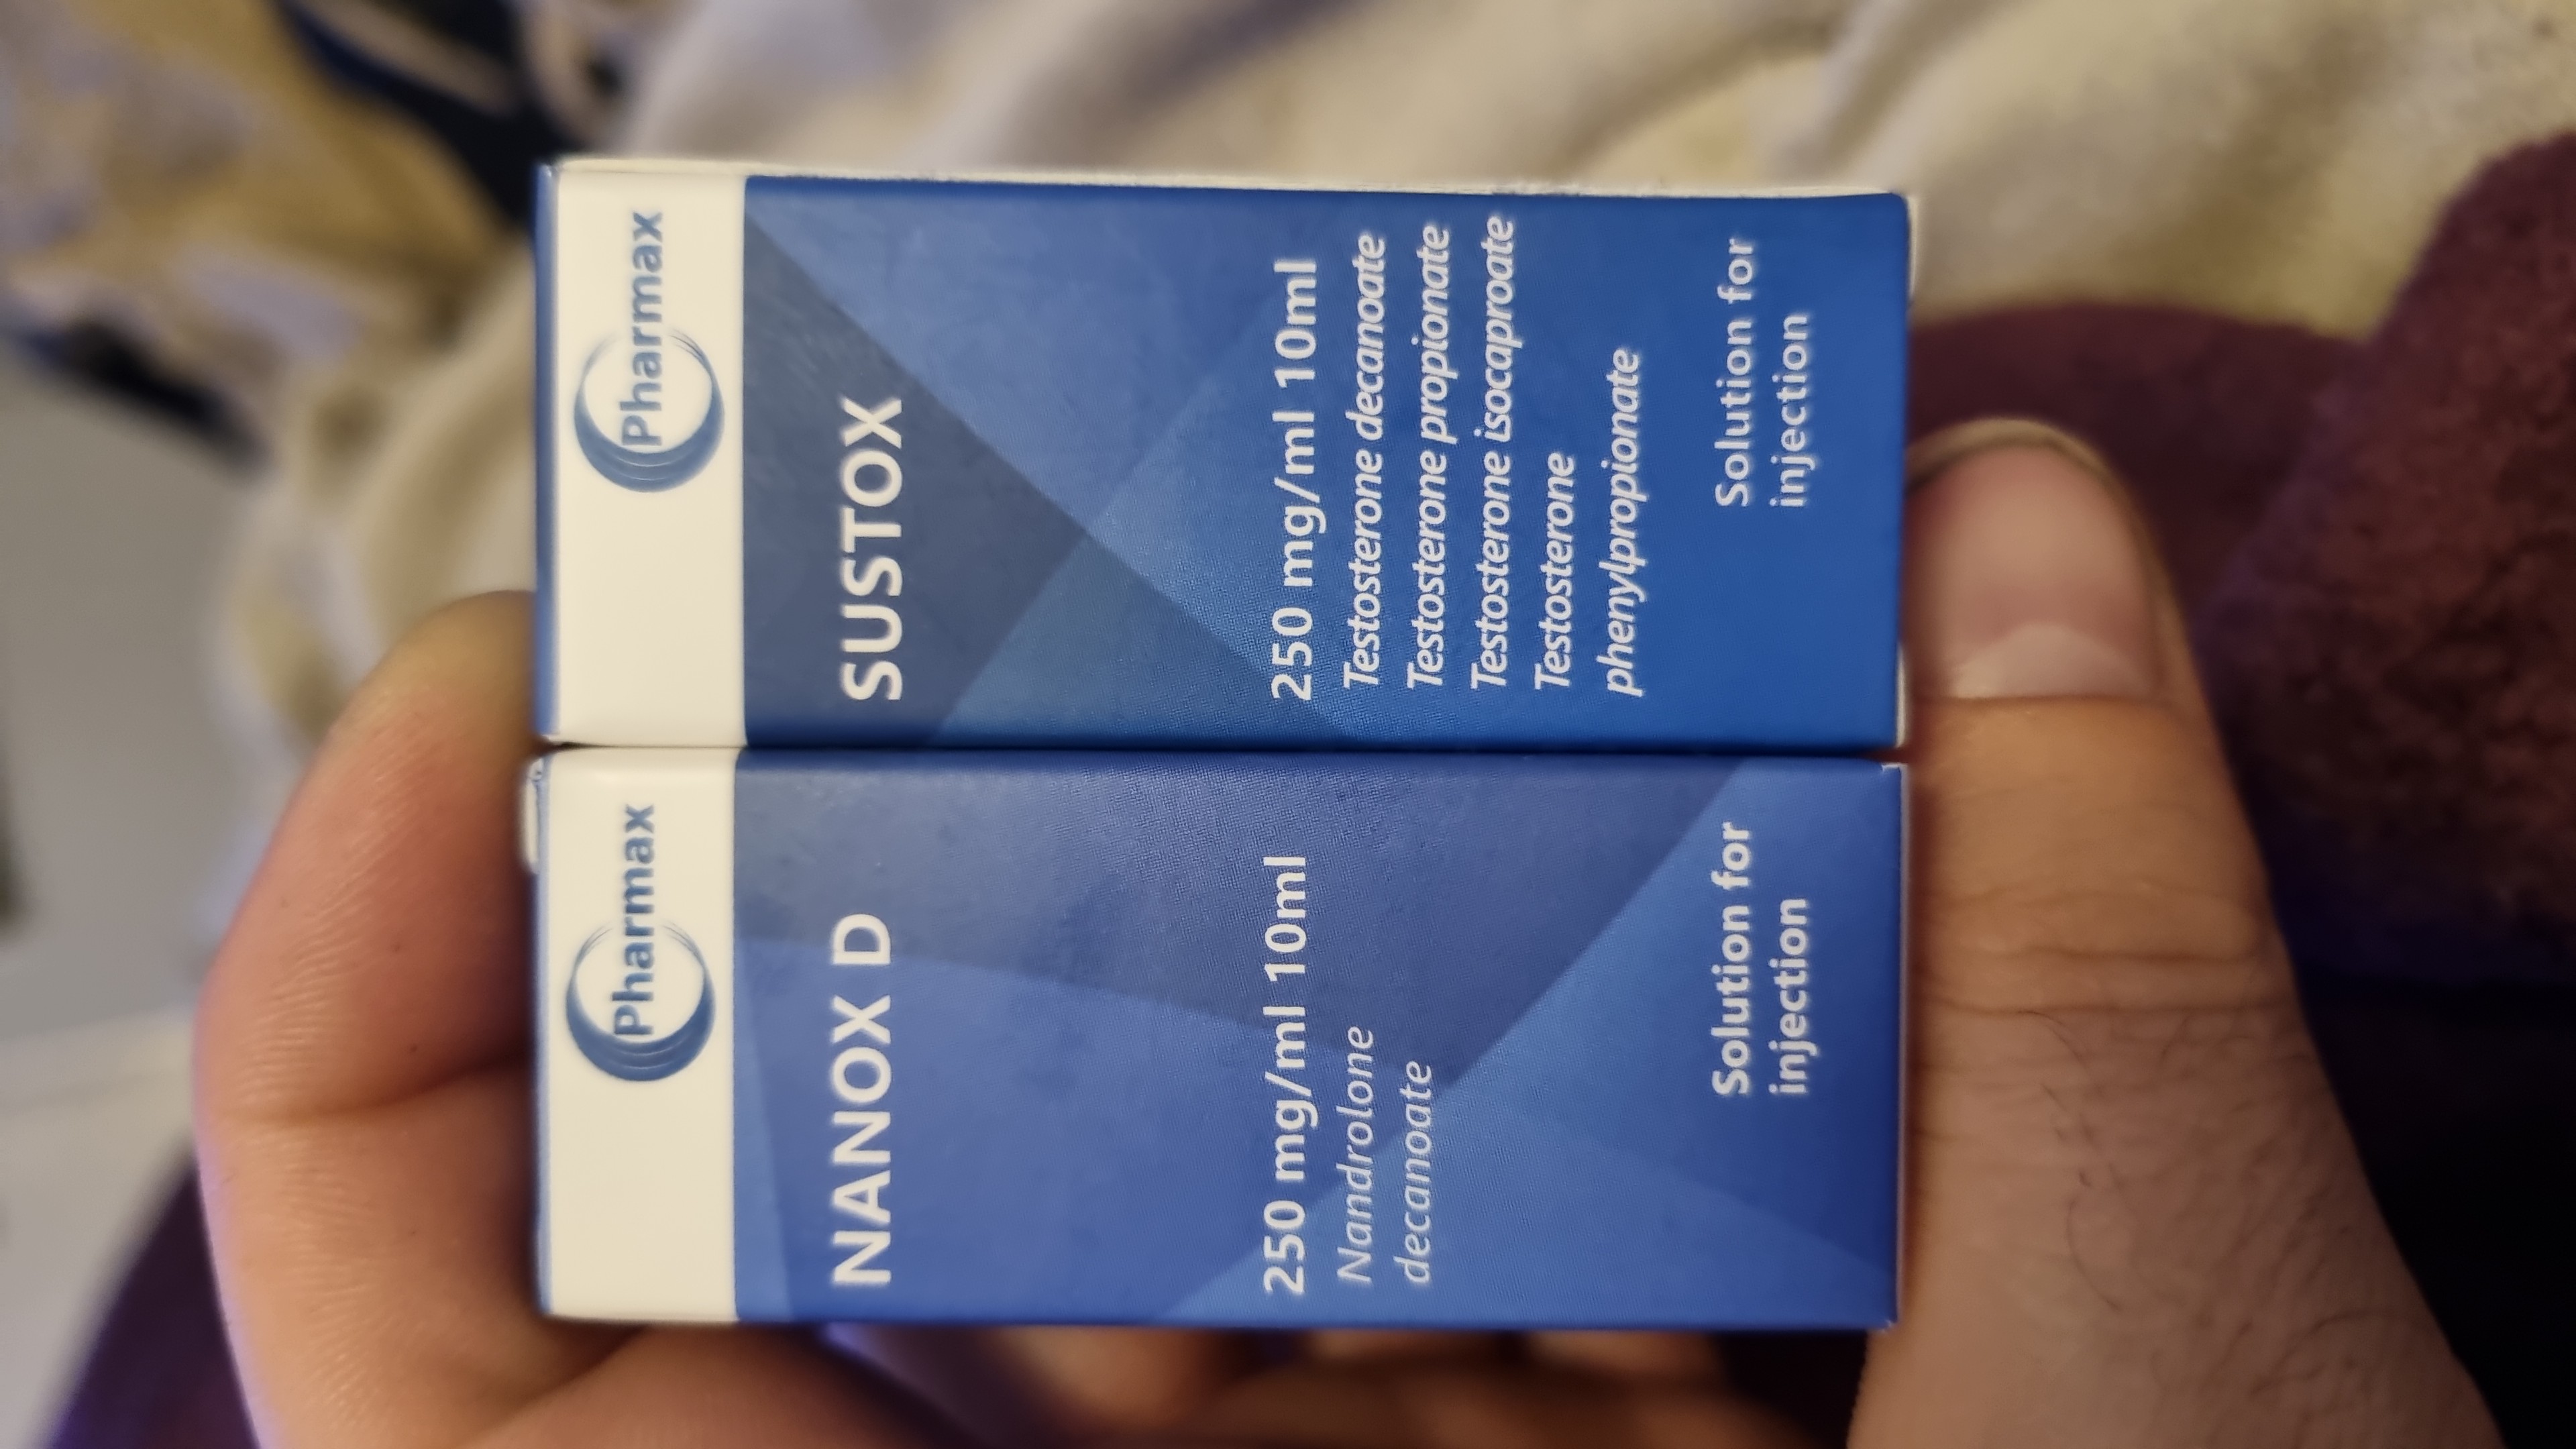 Pharmax
SUSTOX
250 mg/ml 10ml
Testosterone decanoate
Testosterone propionate
Testosterone isocaproate
Testosterone
phenylpropionate
Solution for
injection
Pharmax
NANOX D
250 mg/ml 10ml
Nandrolone
decanoate
Solution for
injection